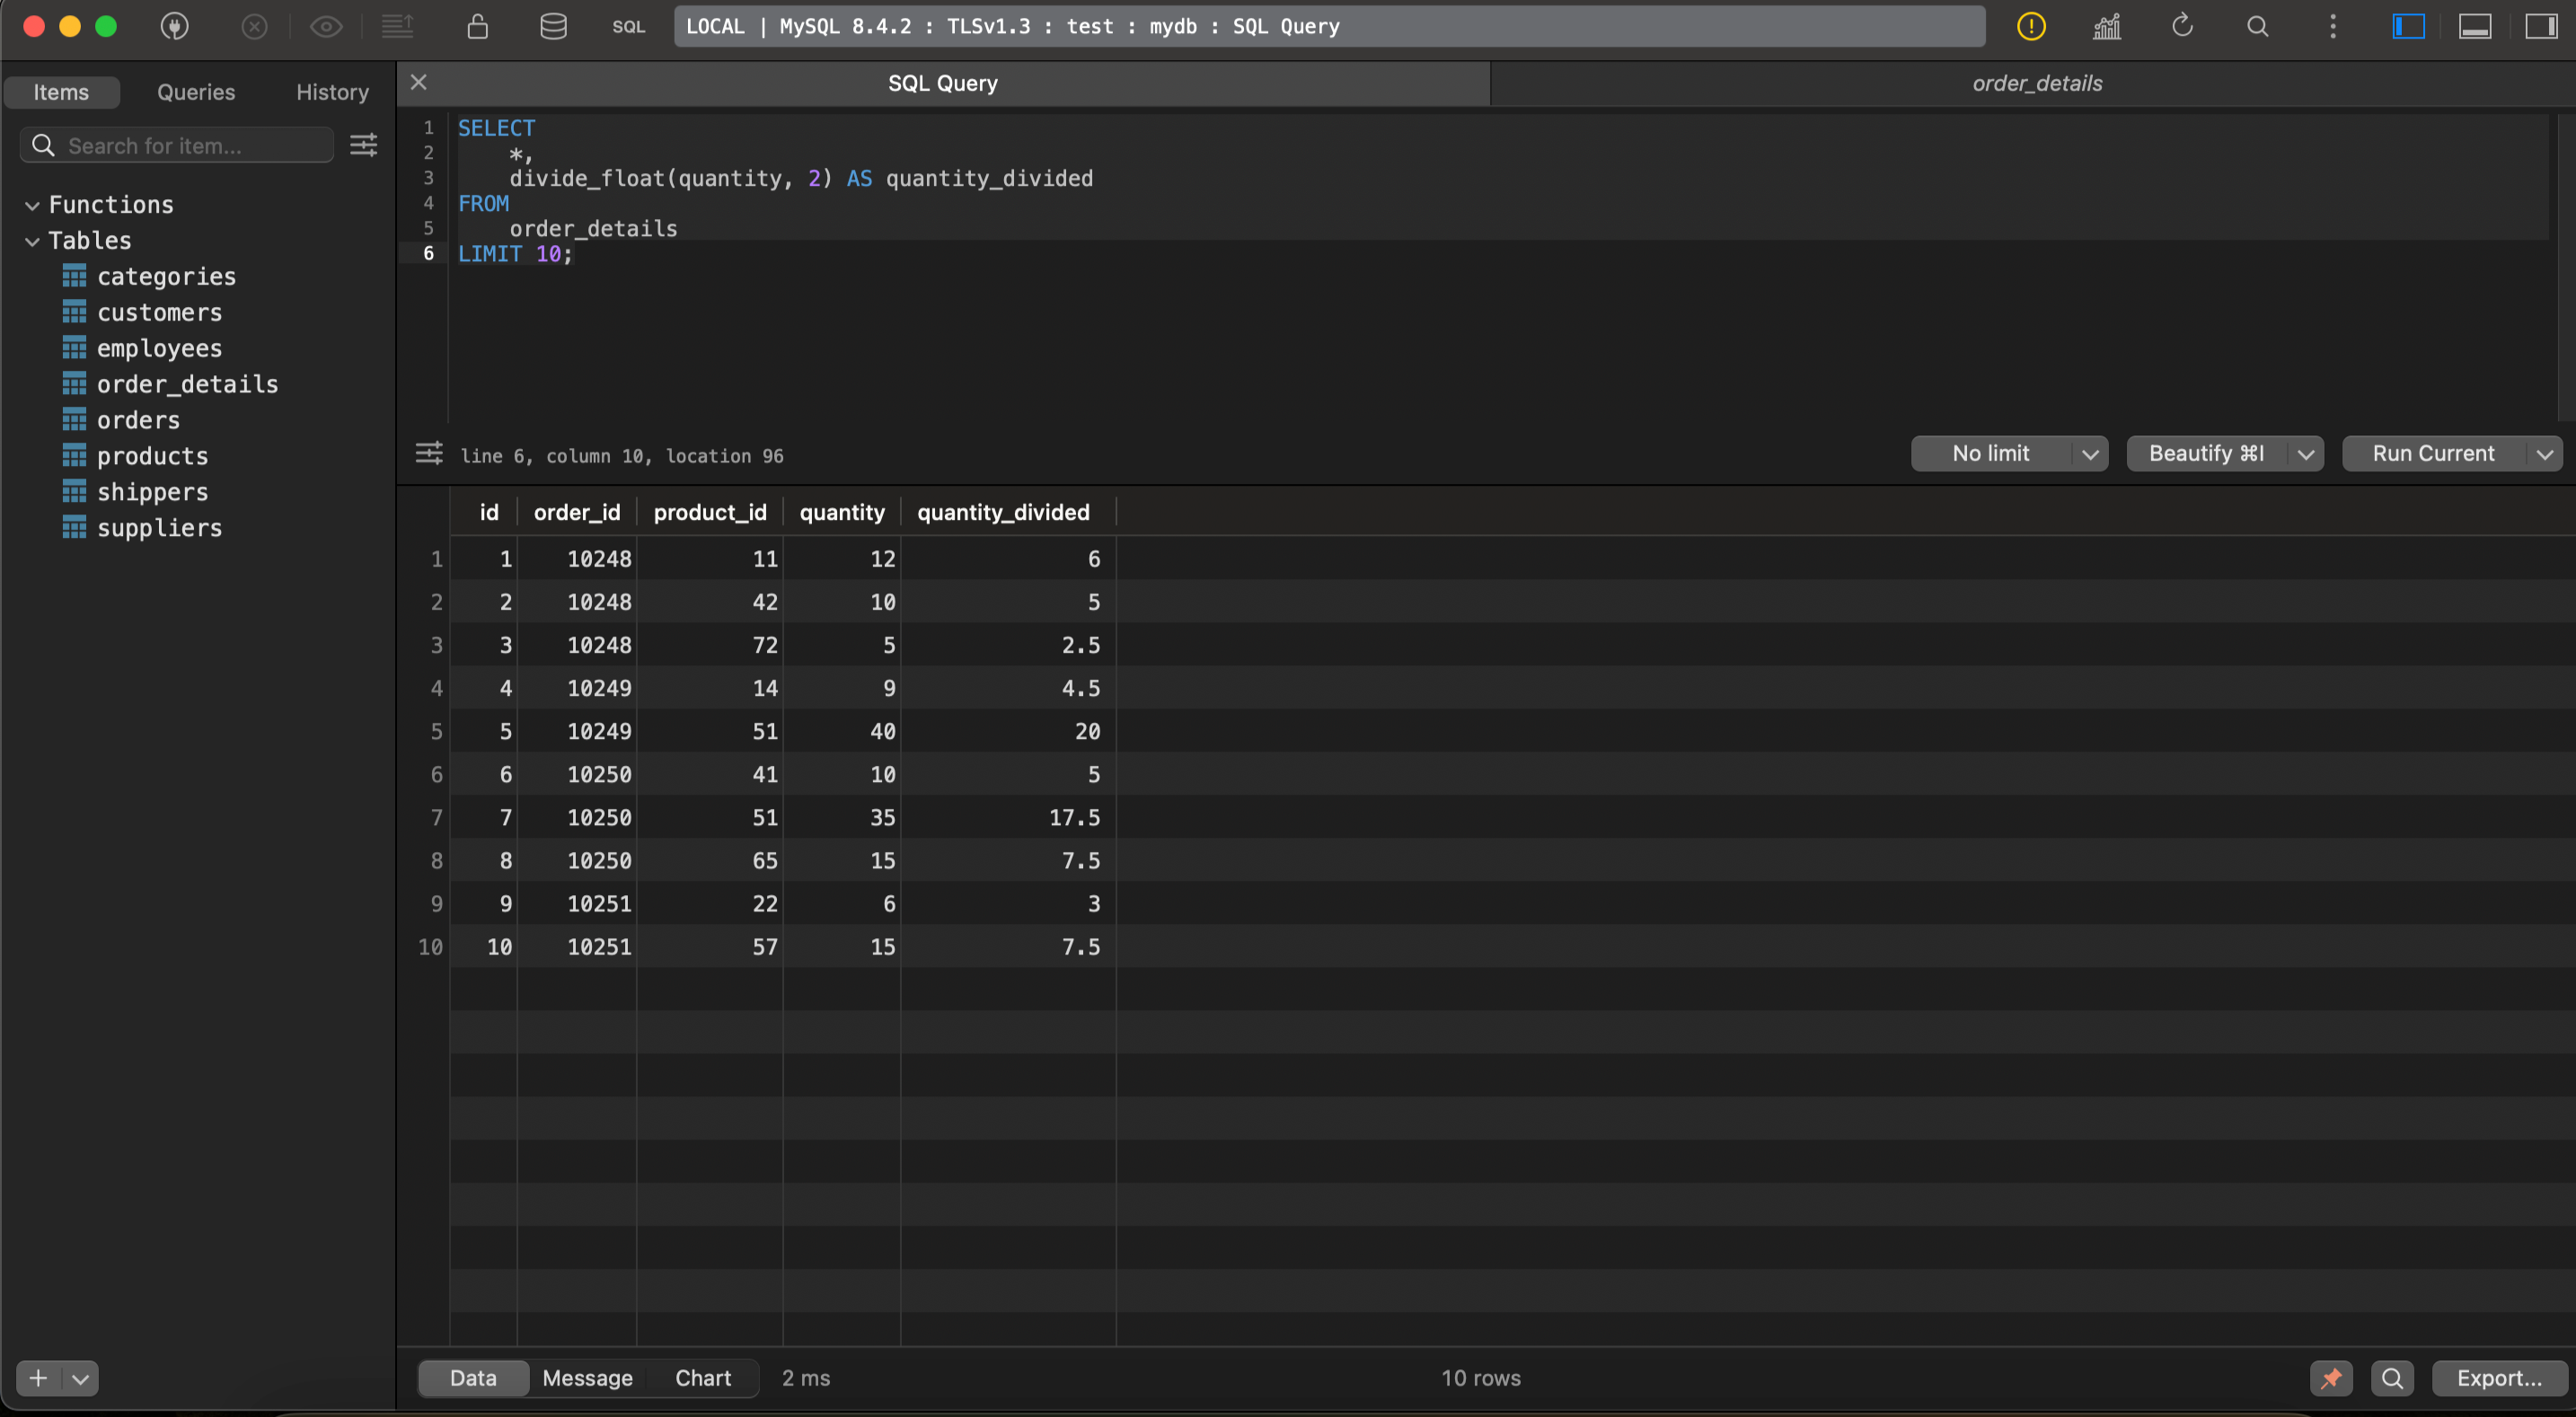 SQL
LOCAL | MySQL 8.4.2 : TLSv1.3 : test : mydb : SQL Query
Items Queries History
Search for item...
Functions
Tables
categories
customers
employees
order_details
orders
products
shippers
suppliers
SQL Query order_details
1 SELECT
2 *,
3 divide_float(quantity, 2) AS quantity_divided
4 FROM
5 order_details
6 LIMIT 10;
line 6, column 10, location 96
No limit Beautify ⌘I Run Current
id order_id product_id quantity quantity_divided
1 1 10248 11 12 6
2 2 10248 42 10 5
3 3 10248 72 5 2.5
4 4 10249 14 9 4.5
5 5 10249 51 40 20
6 6 10250 41 10 5
7 7 10250 51 35 17.5
8 8 10250 65 15 7.5
9 9 10251 22 6 3
10 10 10251 57 15 7.5
Data Message Chart 2 ms 10 rows Export...